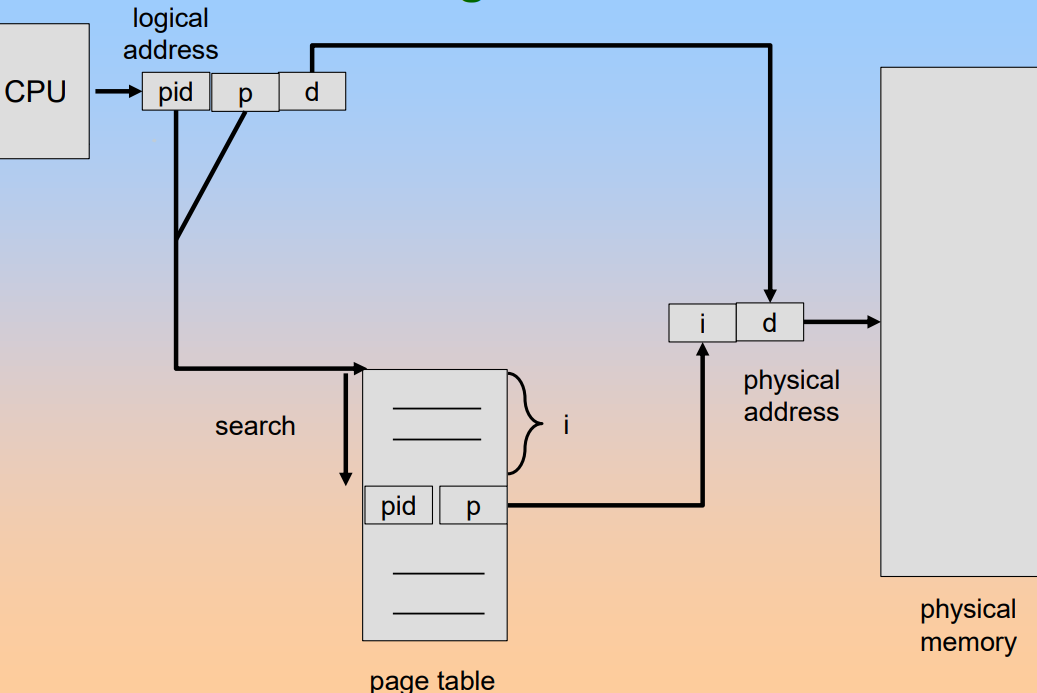 logical
address
CPU
pid
p
d
i
d
physical
address
search
i
pid
p
physical
memory
page table